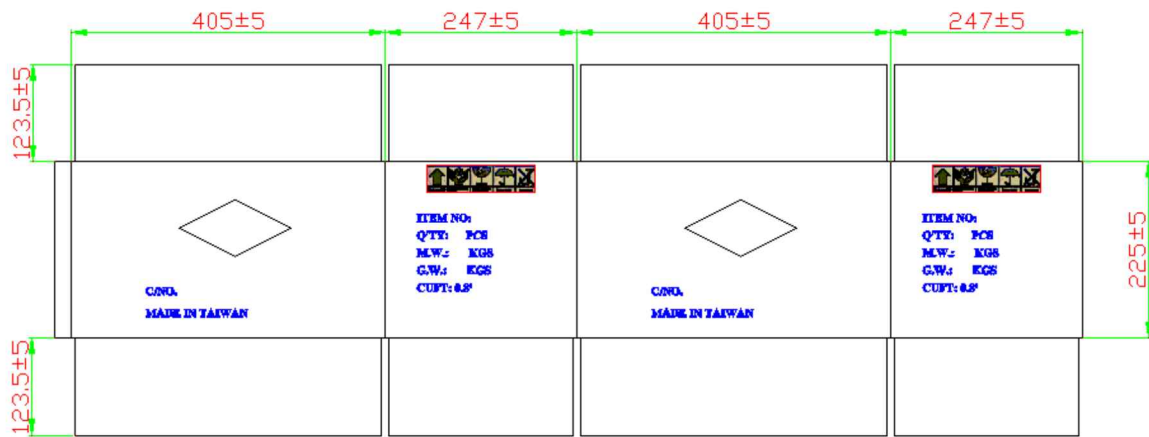 405±5
247±5
405±5
247±5
123.5±5
ITEM NO:
Q'TY: PCS
M.W.: KGS
G.W.: KGS
CUFT: 0.8'
C/NO.
MADE IN TAIWAN
ITEM NO:
Q'TY: PCS
M.W.: KGS
G.W.: KGS
CUFT: 0.8'
C/NO.
MADE IN TAIWAN
225±5
123.5±5